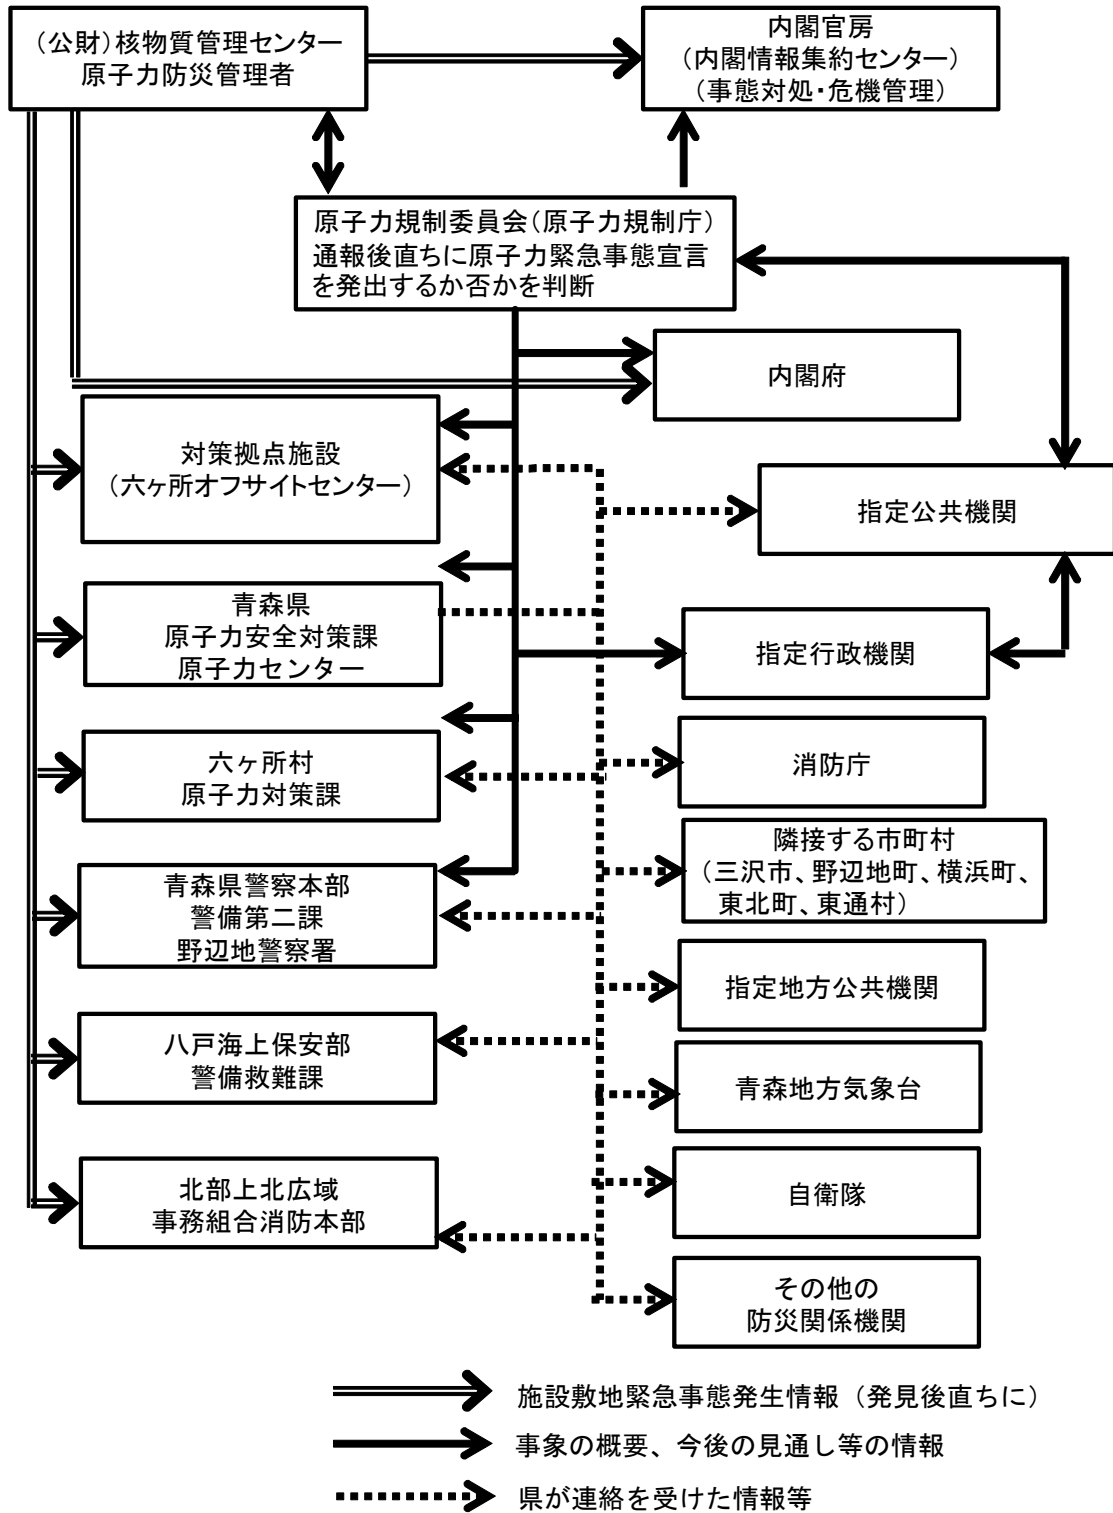 （公財）核物質管理センター
原子力防災管理者
内閣官房
（内閣情報集約センター）
（事態対処・危機管理）
原子力規制委員会（原子力規制庁）
通報後直ちに原子力緊急事態宣言
を発出するか否かを判断
内閣府
対策拠点施設
（六ヶ所オフサイトセンター）
指定公共機関
青森県
原子力安全対策課
原子力センター
指定行政機関
六ヶ所村
原子力対策課
消防庁
隣接する市町村
（三沢市、野辺地町、横浜町、
東北町、東通村）
青森県警察本部
警備第二課
野辺地警察署
指定地方公共機関
八戸海上保安部
警備救難課
青森地方気象台
北部上北広域
事務組合消防本部
自衛隊
その他の
防災関係機関
施設敷地緊急事態発生情報（発見後直ちに）
事象の概要、今後の見通し等の情報
県が連絡を受けた情報等